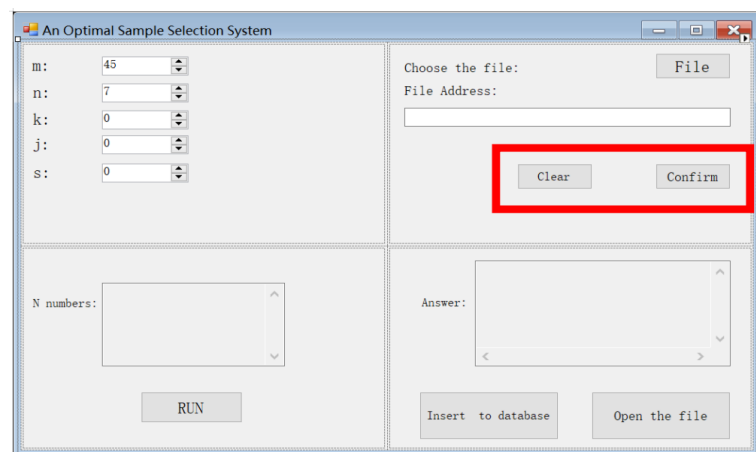 An Optimal Sample Selection System
m: 45
n: 7
k: 0
j: 0
s: 0
Choose the file: File
File Address:
Clear Confirm
N numbers:
RUN
Answer:
Insert to database Open the file